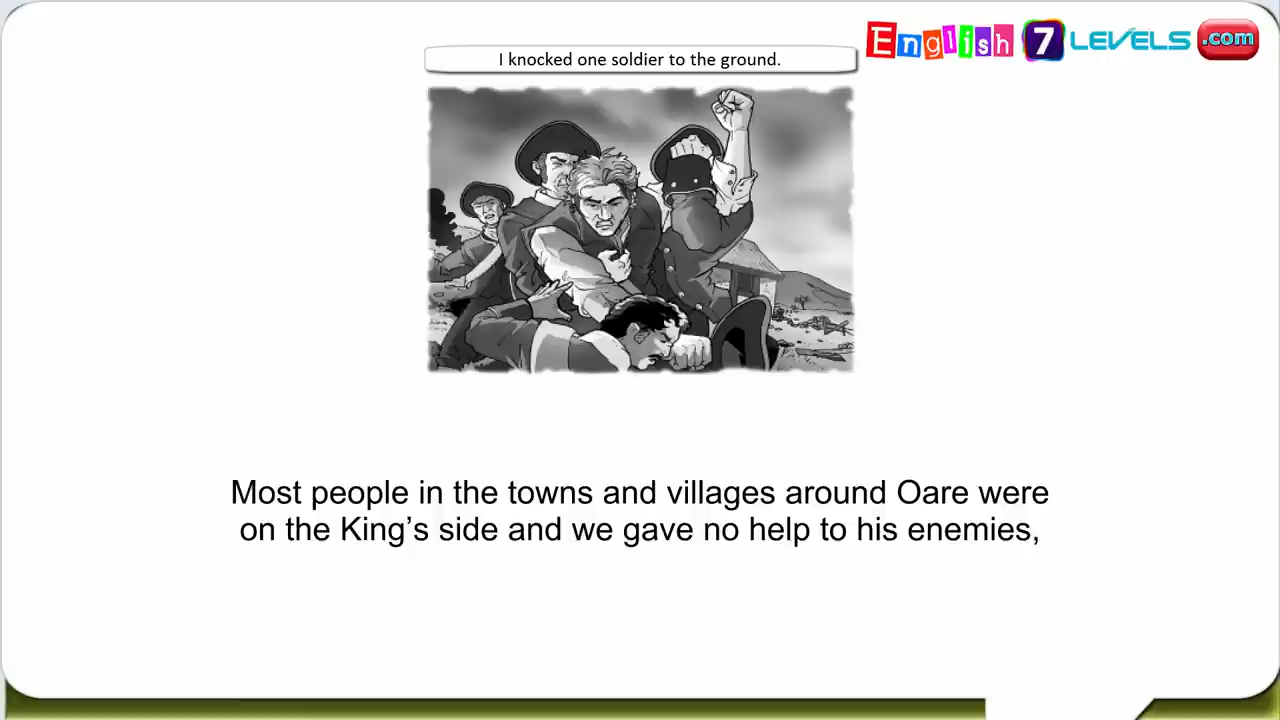 English 7 LEVELS .com
I knocked one soldier to the ground.
Most people in the towns and villages around Oare were
on the King’s side and we gave no help to his enemies,